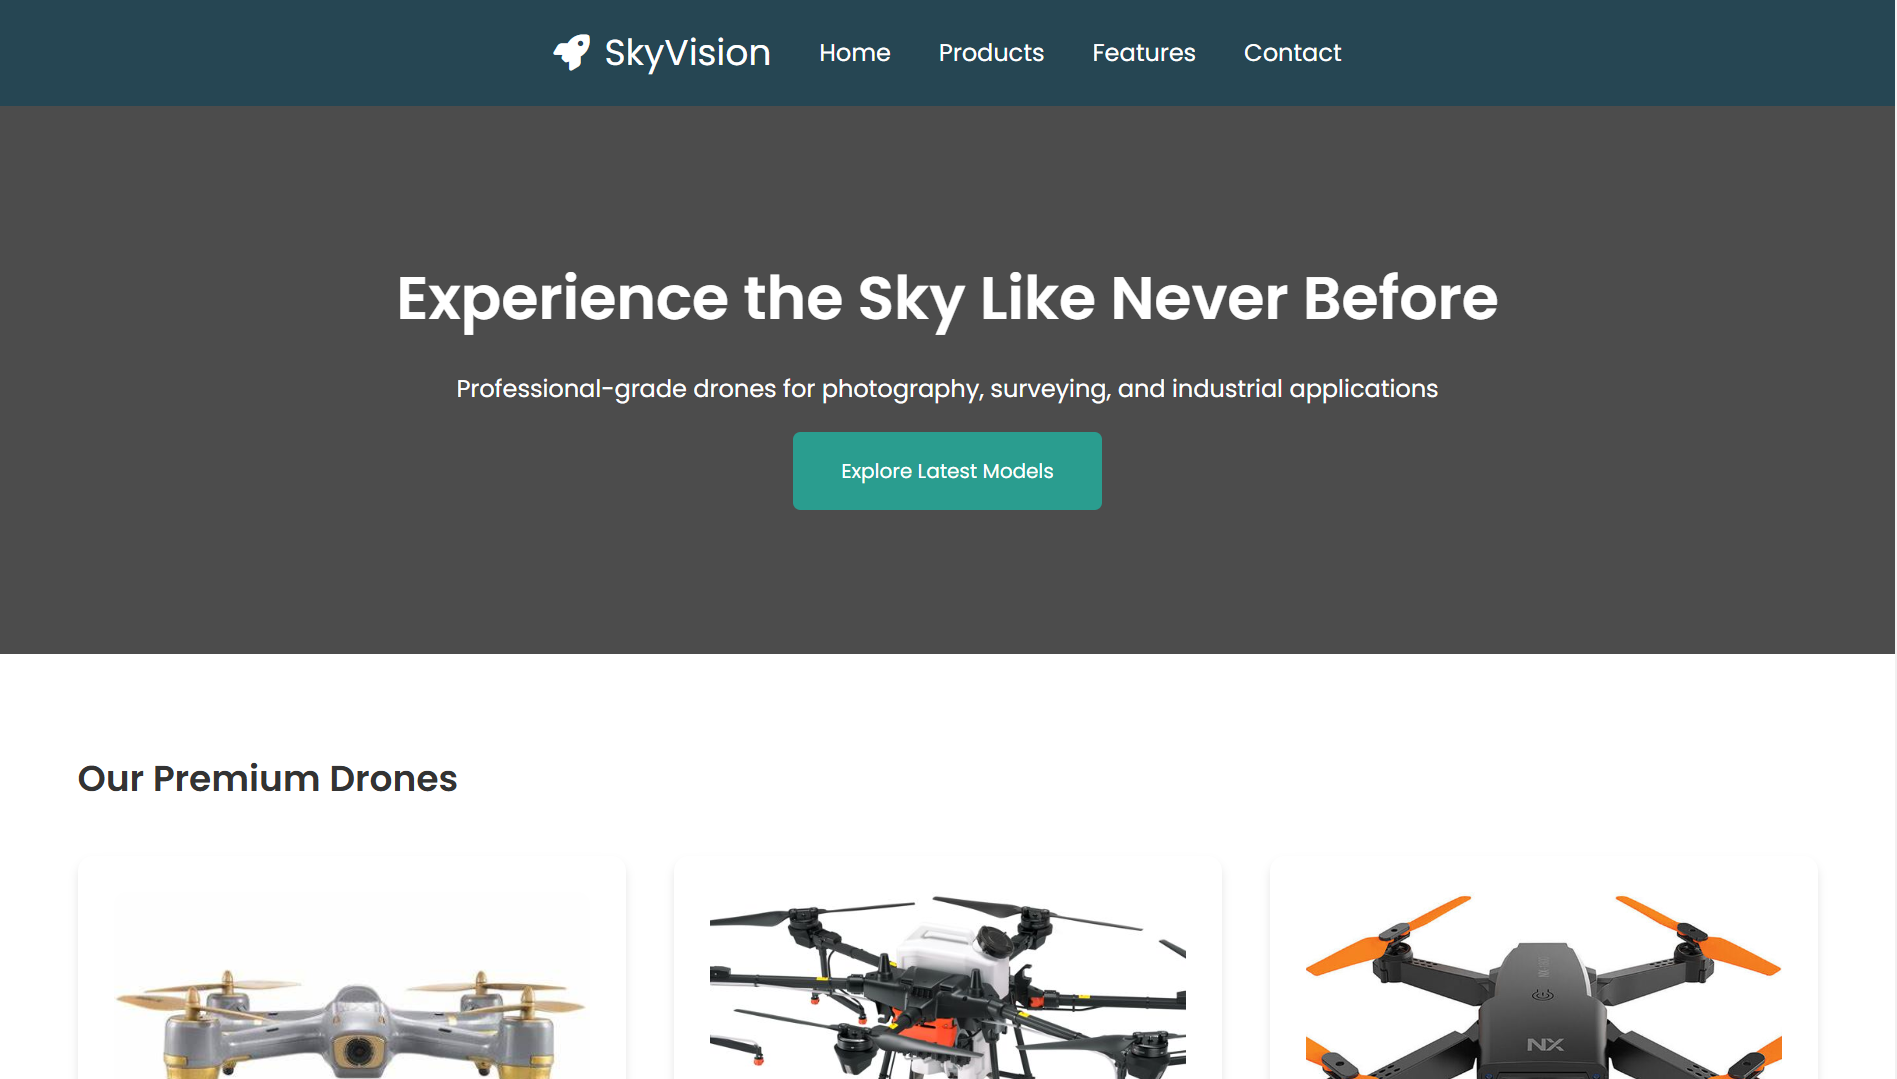 SkyVision Home Products Features Contact
Experience the Sky Like Never Before
Professional-grade drones for photography, surveying, and industrial applications
Explore Latest Models
Our Premium Drones
NX